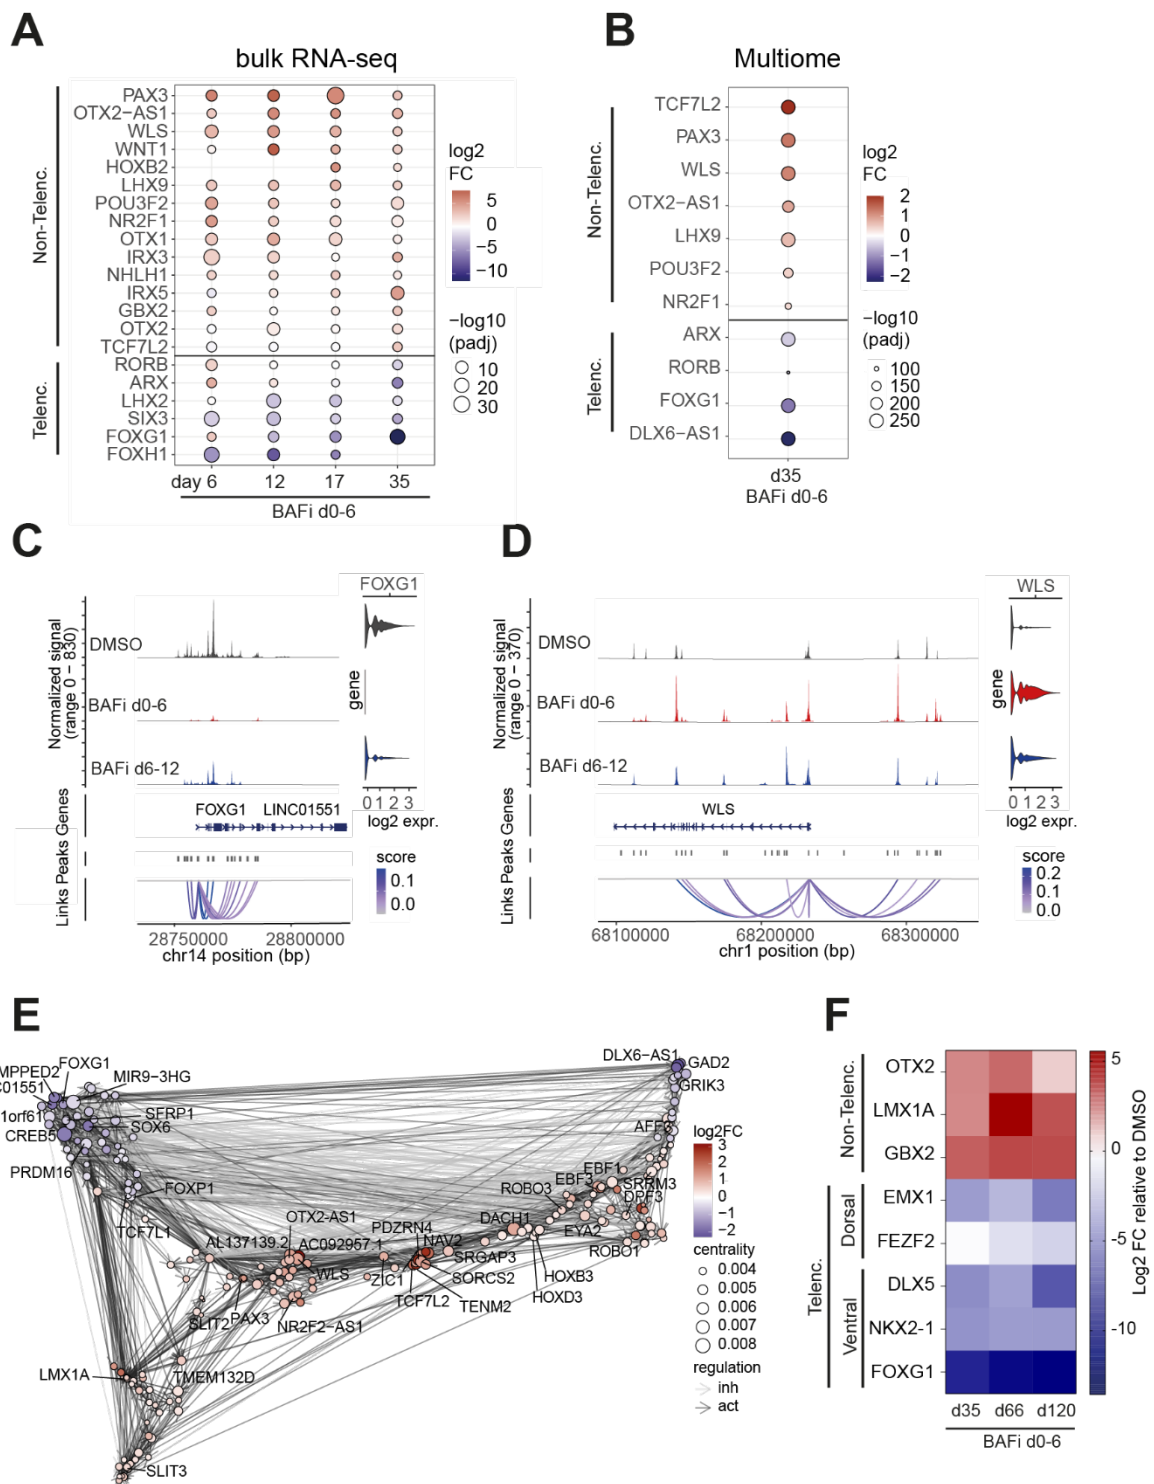 A
bulk RNA-seq
Non-Telenc.
PAX3
OTX2-AS1
WLS
WNT1
HOXB2
LHX9
POU3F2
NR2F1
OTX1
IRX3
NHLH1
IRX5
GBX2
OTX2
TCF7L2
Telenc.
RORB
ARX
LHX2
SIX3
FOXG1
FOXH1
day 6 12 17 35
BAFi d0-6
log2
FC
5
0
−5
−10
−log10
(padj)
10
20
30
B
Multiome
Non-Telenc.
TCF7L2
PAX3
WLS
OTX2-AS1
LHX9
POU3F2
NR2F1
Telenc.
ARX
RORB
FOXG1
DLX6−AS1
d35
BAFi d0-6
log2
FC
2
1
0
−1
−2
−log10
(padj)
100
150
200
250
C
Normalized signal
(range 0 − 830)
DMSO
BAFi d0-6
BAFi d6-12
FOXG1
gene
0 1 2 3
log2 expr.
Genes
FOXG1 LINC01551
Peaks
Links
score
0.1
0.0
28750000 28800000
chr14 position (bp)
D
Normalized signal
(range 0 − 370)
DMSO
BAFi d0-6
BAFi d6-12
WLS
gene
0 1 2 3
log2 expr.
Genes
WLS
Peaks
Links
score
0.2
0.1
0.0
68100000 68200000 68300000
chr1 position (bp)
E
MPPED2
FOXG1
C01551
MIR9−3HG
1orf61
SFRP1
CREB5
SOX6
PRDM16
FOXP1
TCF7L1
DLX6−AS1
GAD2
GRIK3
AFF3
EBF1
EBF3
SRRM3
ROBO3
DPF3
DACH1
EYA2
ROBO1
OTX2-AS1
PDZRN4
AL137139.2
AC092957.1
NAV2
SRGAP3
WLS
ZIC1
SORCS2
HOXB3
HOXD3
TCF7L2
TENM2
SLIT2
PAX3
NR2F2−AS1
LMX1A
TMEM132D
SLIT3
log2FC
3
2
1
0
−1
−2
centrality
0.004
0.005
0.006
0.007
0.008
regulation
inh
act
F
Non-Telenc.
OTX2
LMX1A
GBX2
Telenc.
Dorsal
EMX1
FEZF2
Ventral
DLX5
NKX2-1
FOXG1
d35 d66 d120
BAFi d0-6
5
0
-5
-10
Log2 FC relative to DMSO